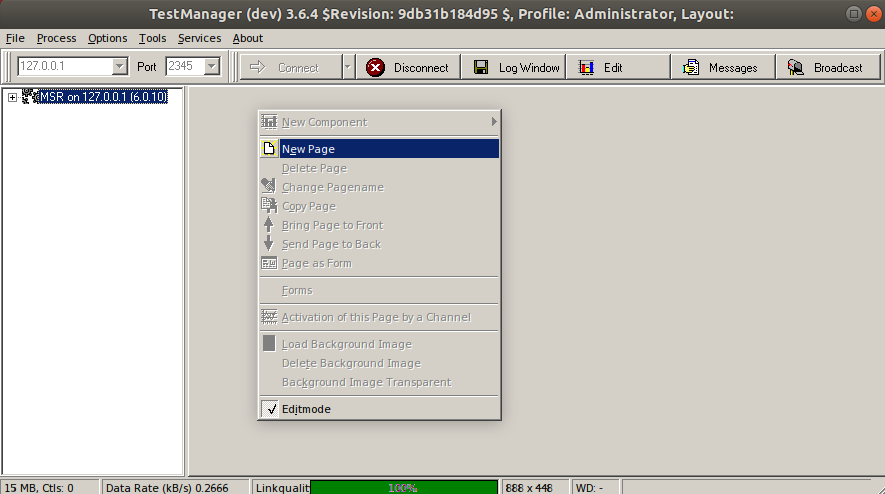 TestManager (dev) 3.6.4 $Revision: 9db31b184d95 $, Profile: Administrator, Layout:
File Process Options Tools Services About
127.0.0.1 Port 2345 Connect Disconnect Log Window Edit Messages Broadcast
MSR on 127.0.0.1 (6.0.10)
New Component
New Page
Delete Page
Change Pagename
Copy Page
Bring Page to Front
Send Page to Back
Page as Form
Forms
Activation of this Page by a Channel
Load Background Image
Delete Background Image
Background Image Transparent
Editmode
15 MB, Ctls: 0 Data Rate (kB/s) 0.2666 Linkqualit 100% 888 x 448 WD: -